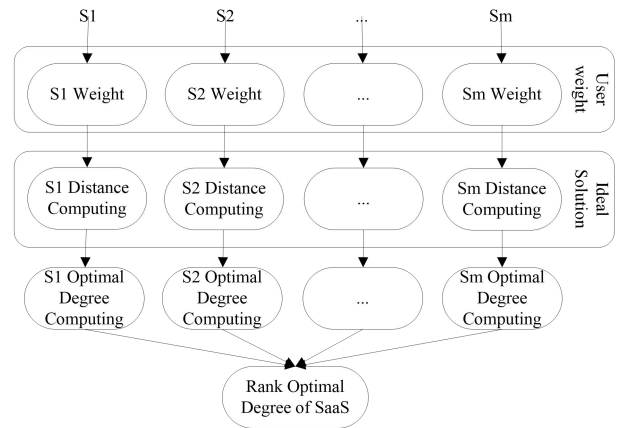 S1
S2
...
Sm
S1 Weight
S2 Weight
...
Sm Weight
User
weight
S1 Distance
Computing
S2 Distance
Computing
...
Sm Distance
Computing
Ideal
Solution
S1 Optimal
Degree
Computing
S2 Optimal
Degree
Computing
...
Sm Optimal
Degree
Computing
Rank Optimal
Degree of SaaS